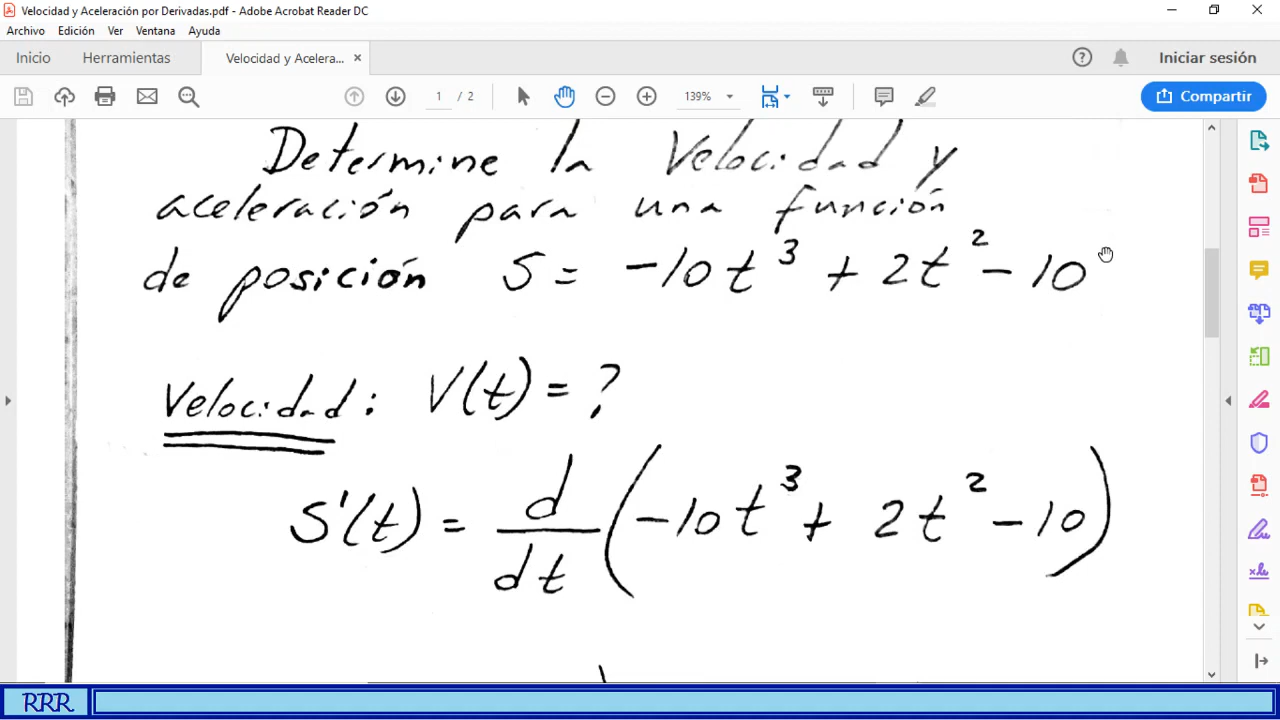 Velocidad y Aceleración por Derivadas.pdf - Adobe Acrobat Reader DC
Archivo Edición Ver Ventana Ayuda
Inicio Herramientas Velocidad y Acelera... × Iniciar sesión
1 / 2 139% Compartir
Determine la Velocidad y
aceleración para una función
de posición S = -10t³ + 2t² - 10
Velocidad: V(t) = ?
S'(t) = d/dt (-10t³ + 2t² - 10)
RRR